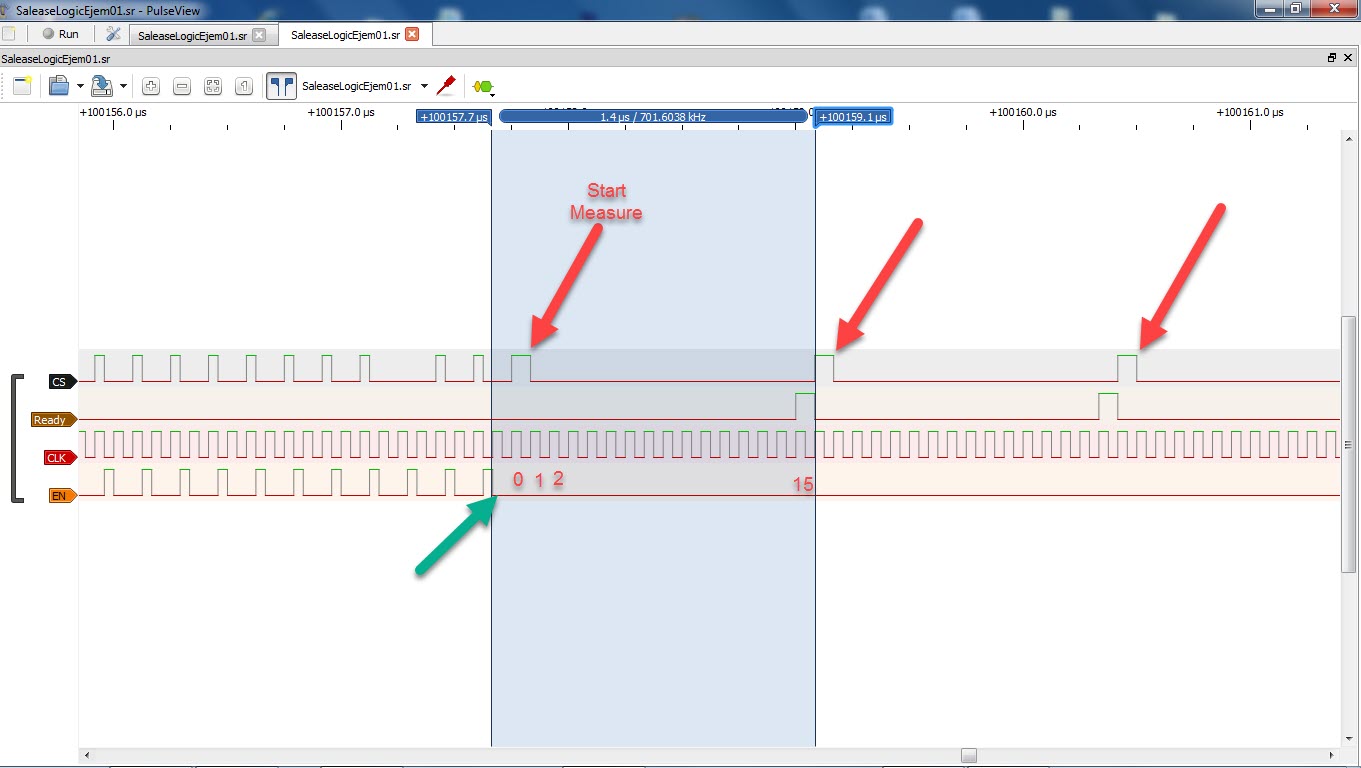 SaleaseLogicEjem01.sr - PulseView
Run
SaleaseLogicEjem01.sr
SaleaseLogicEjem01.sr
SaleaseLogicEjem01.sr
1
SaleaseLogicEjem01.sr
+100156.0 µs
+100157.0 µs
+100157.7 µs
1.4 µs / 701.6038 kHz
+100159.1 µs
+100160.0 µs
+100161.0 µs
Start
Measure
CS
Ready
CLK
EN
0 1 2
15